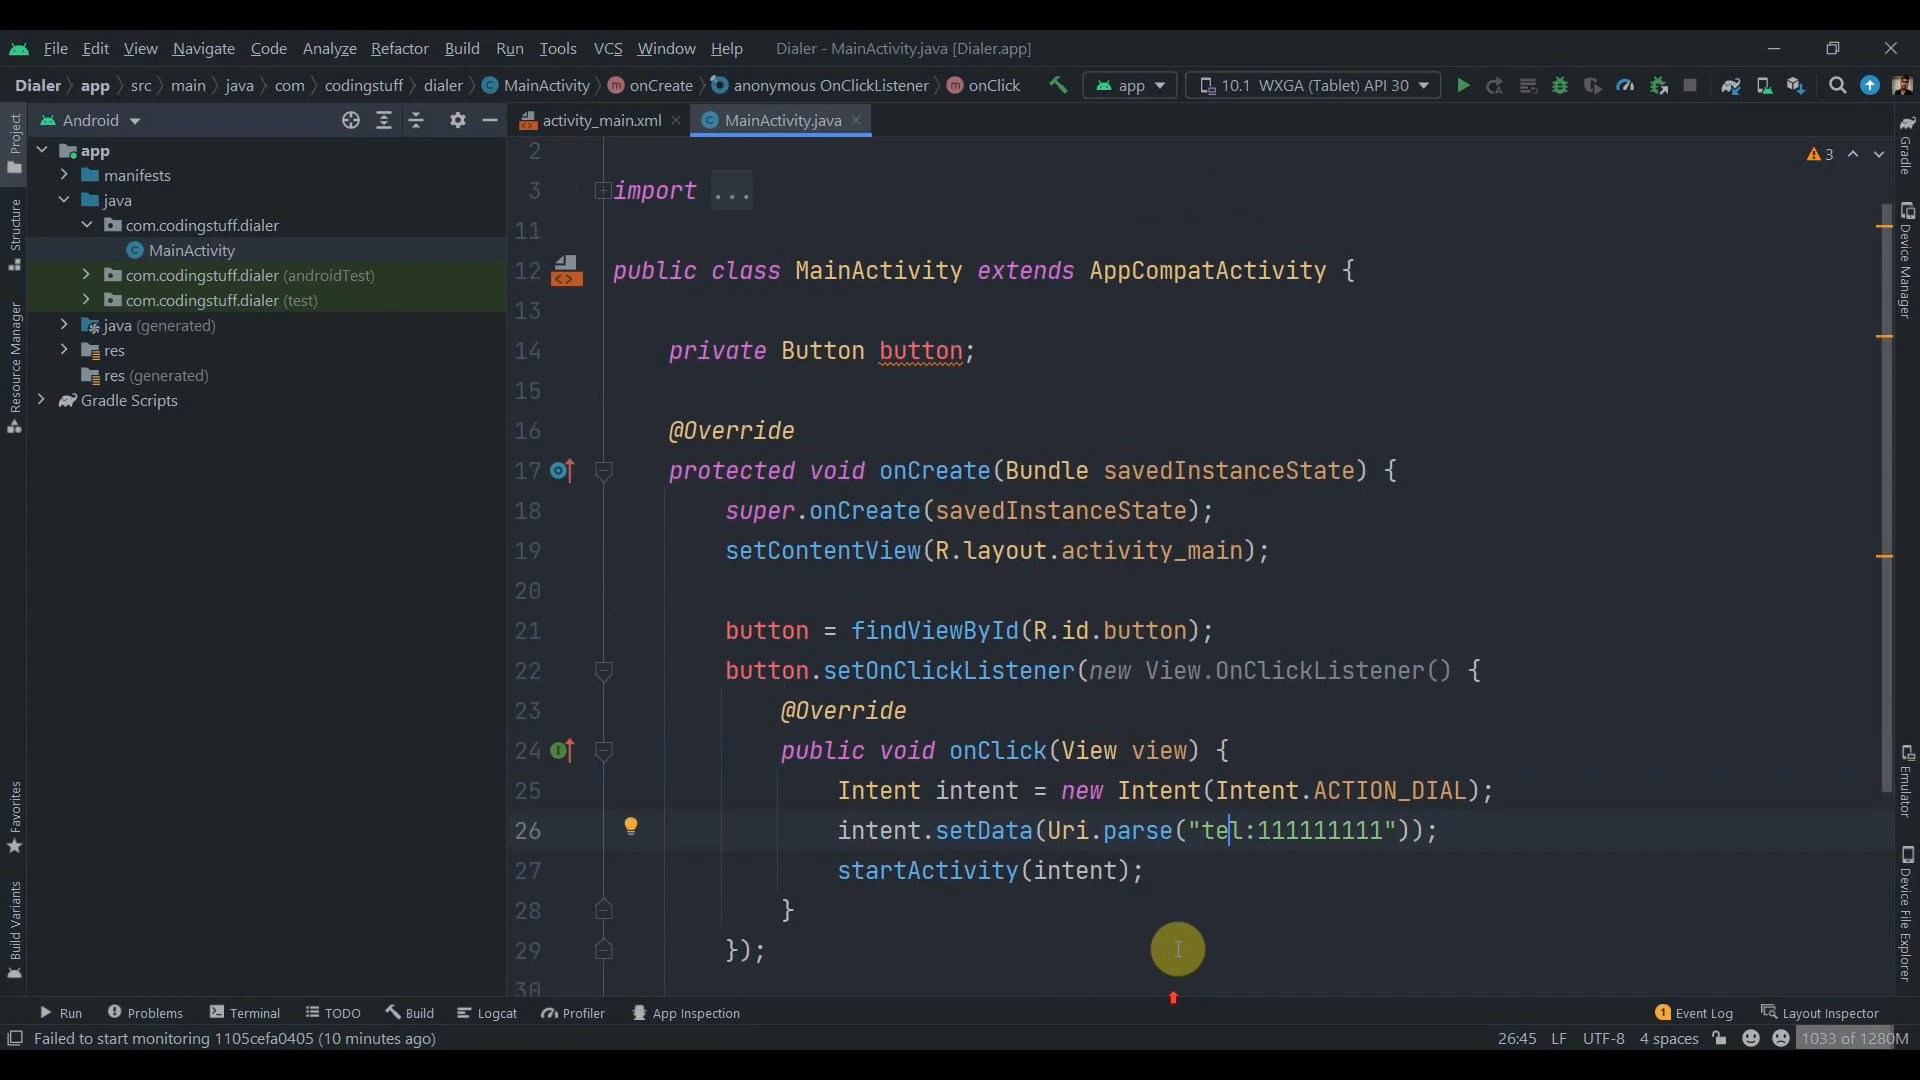 File Edit View Navigate Code Analyze Refactor Build Run Tools VCS Window Help Dialer - MainActivity.java [Dialer.app]
Dialer app src main java com codingstuff dialer MainActivity onCreate anonymous OnClickListener onClick app 10.1 WXGA (Tablet) API 30
Android
activity_main.xml
MainActivity.java
Project
Structure
Resource Manager
Favorites
Build Variants
app
manifests
java
com.codingstuff.dialer
MainActivity
com.codingstuff.dialer (androidTest)
com.codingstuff.dialer (test)
java (generated)
res
res (generated)
Gradle Scripts
3
2
3 import ...
11
12 public class MainActivity extends AppCompatActivity {
13
14 private Button button;
15
16 @Override
17 protected void onCreate(Bundle savedInstanceState) {
18 super.onCreate(savedInstanceState);
19 setContentView(R.layout.activity_main);
20
21 button = findViewById(R.id.button);
22 button.setOnClickListener(new View.OnClickListener() {
23 @Override
24 public void onClick(View view) {
25 Intent intent = new Intent(Intent.ACTION_DIAL);
26 intent.setData(Uri.parse("tel:111111111"));
27 startActivity(intent);
28 }
29 });
30
Gradle
Device Manager
Emulator
Device File Explorer
Run Problems Terminal TODO Build Logcat Profiler App Inspection 1 Event Log Layout Inspector
Failed to start monitoring 1105cefa0405 (10 minutes ago) 26:45 LF UTF-8 4 spaces 1033 of 1280M